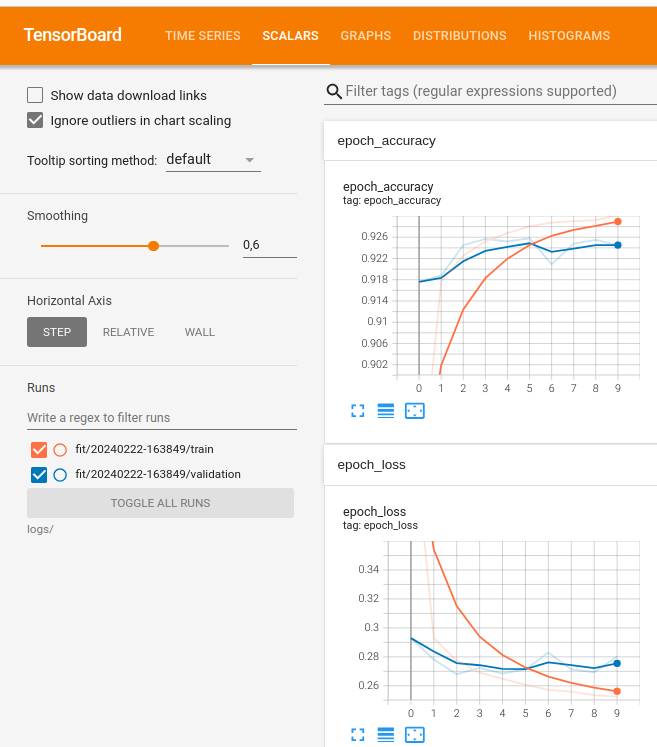 TensorBoard
TIME SERIES SCALARS GRAPHS DISTRIBUTIONS HISTOGRAMS
Show data download links
Ignore outliers in chart scaling
Tooltip sorting method: default
Smoothing
0,6
Horizontal Axis
STEP RELATIVE WALL
Runs
Write a regex to filter runs
fit/20240222-163849/train
fit/20240222-163849/validation
TOGGLE ALL RUNS
logs/
Filter tags (regular expressions supported)
epoch_accuracy
epoch_accuracy
tag: epoch_accuracy
0.926
0.922
0.918
0.914
0.91
0.906
0.902
0 1 2 3 4 5 6 7 8 9
epoch_loss
epoch_loss
tag: epoch_loss
0.34
0.32
0.3
0.28
0.26
0 1 2 3 4 5 6 7 8 9